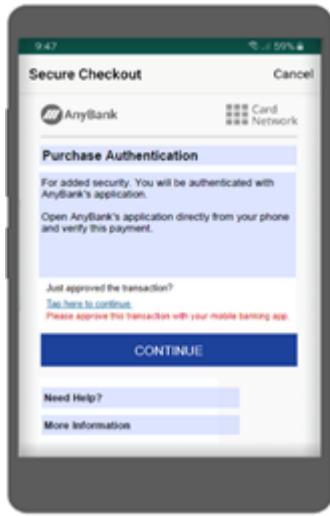 9:47 59%
Secure Checkout Cancel
AnyBank Card
Network
Purchase Authentication
For added security. You will be authenticated with
AnyBank's application.
Open AnyBank's application directly from your phone
and verify this payment.
Just approved the transaction?
Tap here to continue.
Please approve this transaction with your mobile banking app.
CONTINUE
Need Help?
More Information